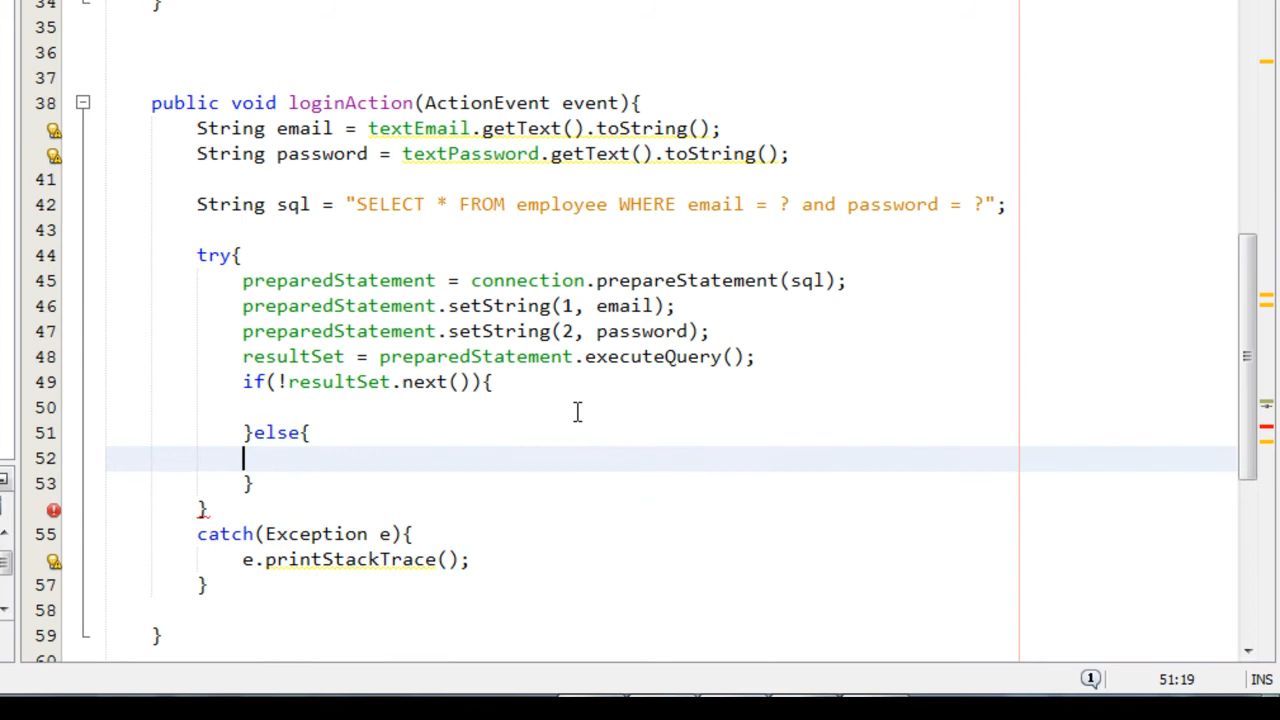 34 }
35
36
37
38 public void loginAction(ActionEvent event){
String email = textEmail.getText().toString();
String password = textPassword.getText().toString();
41
42 String sql = "SELECT * FROM employee WHERE email = ? and password = ?";
43
44 try{
45 preparedStatement = connection.prepareStatement(sql);
46 preparedStatement.setString(1, email);
47 preparedStatement.setString(2, password);
48 resultSet = preparedStatement.executeQuery();
49 if(!resultSet.next()){
50
51 }else{
52
53 }
}
55 catch(Exception e){
e.printStackTrace();
57 }
58
59 }
60
1 51:19 INS